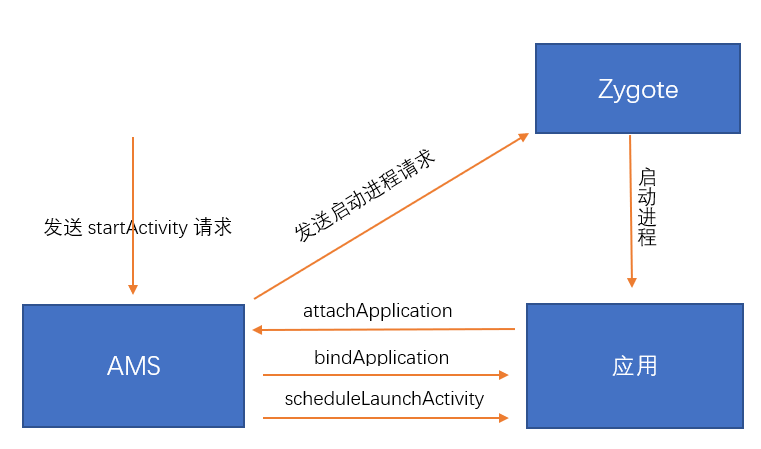 Zygote
发送启动进程请求
启动进程
发送 startActivity 请求
attachApplication
AMS
bindApplication
应用
scheduleLaunchActivity